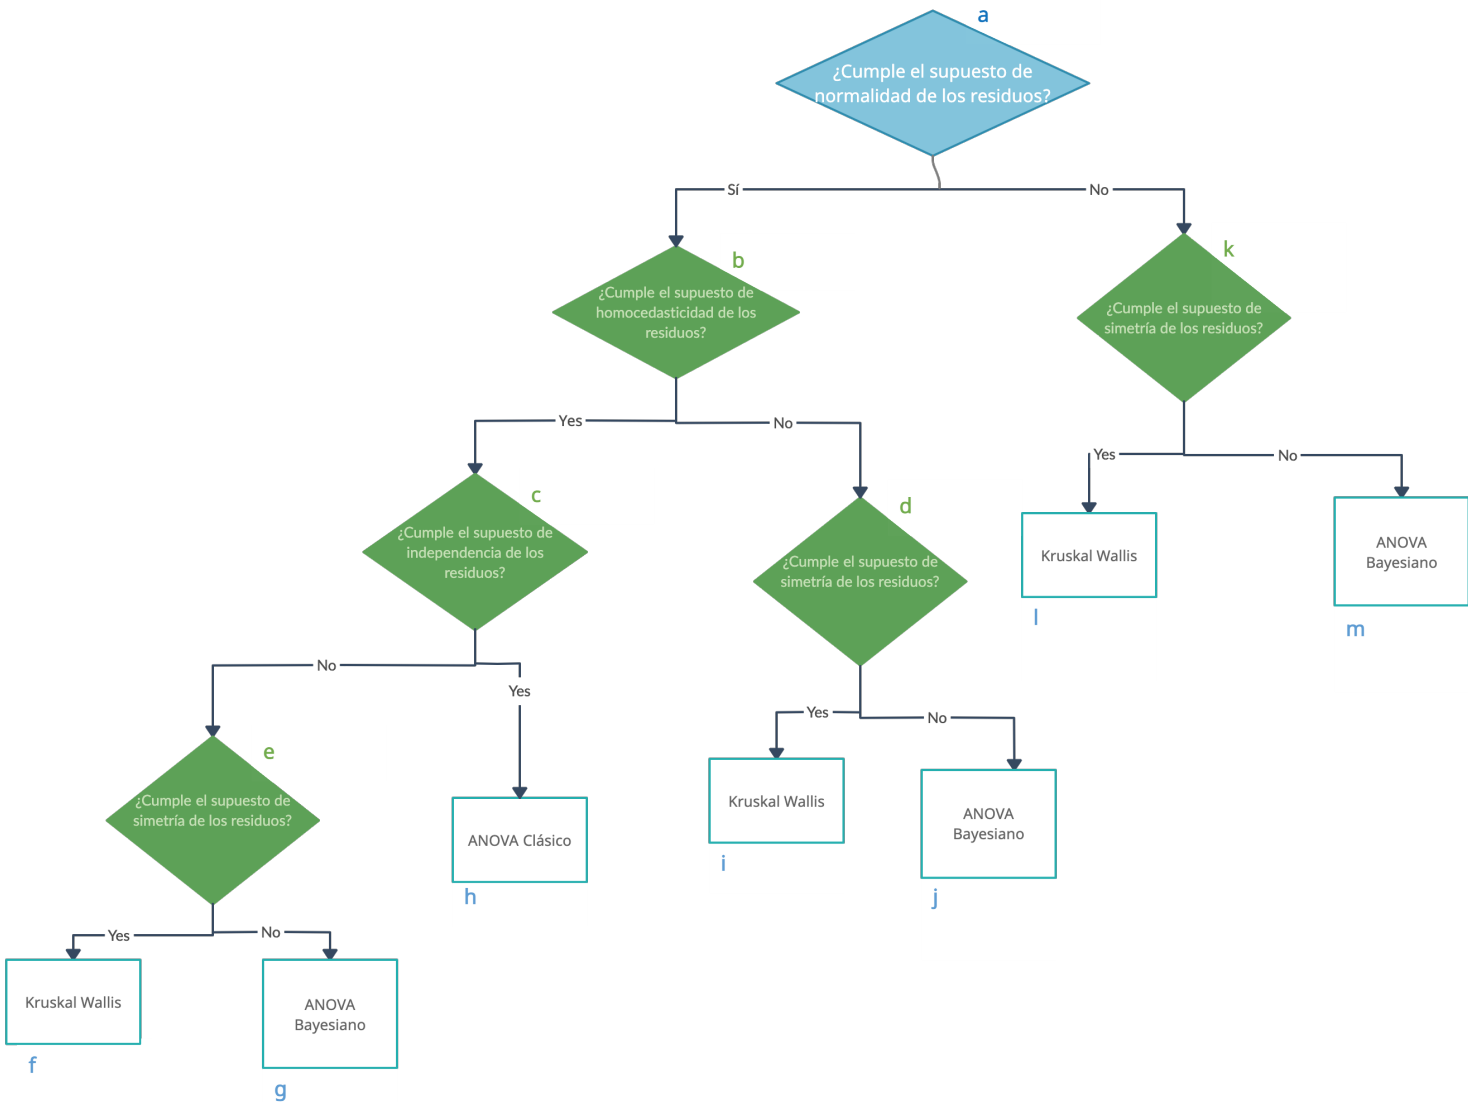 a
¿Cumple el supuesto de
normalidad de los residuos?
Sí
No
b
¿Cumple el supuesto de
homocedasticidad de los
residuos?
k
¿Cumple el supuesto de
simetría de los residuos?
Yes
No
Yes
No
c
¿Cumple el supuesto de
independencia de los
residuos?
d
¿Cumple el supuesto de
simetría de los residuos?
Kruskal Wallis
l
ANOVA
Bayesiano
m
No
Yes
Yes
No
e
¿Cumple el supuesto de
simetría de los residuos?
ANOVA Clásico
h
Kruskal Wallis
i
ANOVA
Bayesiano
j
Yes
No
Kruskal Wallis
f
ANOVA
Bayesiano
g